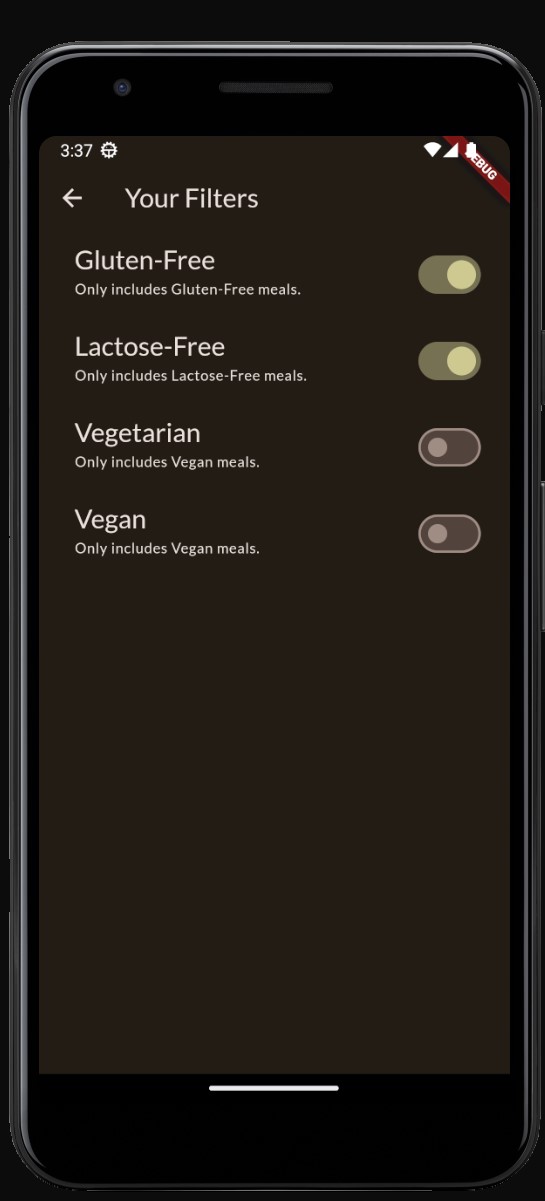 3:37
DEBUG
Your Filters
Gluten-Free
Only includes Gluten-Free meals.
Lactose-Free
Only includes Lactose-Free meals.
Vegetarian
Only includes Vegan meals.
Vegan
Only includes Vegan meals.